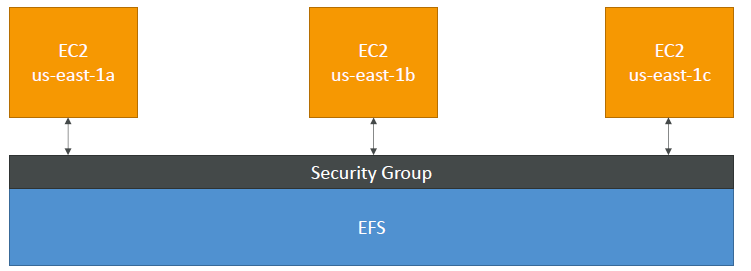 EC2
us-east-1a
EC2
us-east-1b
EC2
us-east-1c
Security Group
EFS